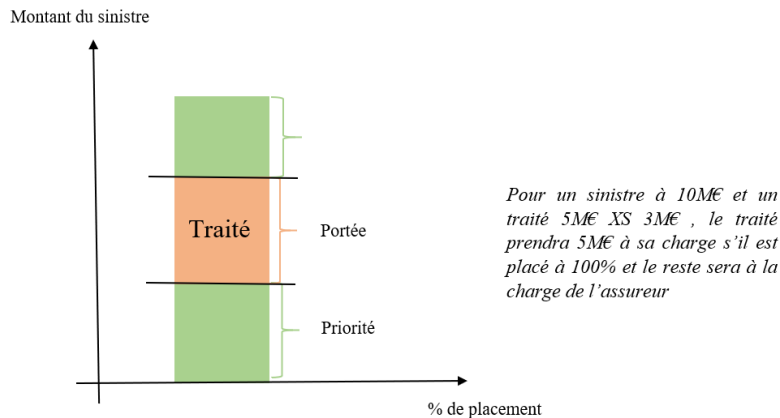 Montant du sinistre
Traité
Portée
Priorité
% de placement
Pour un sinistre à 10M€ et un
traité 5M€ XS 3M€ , le traité
prendra 5M€ à sa charge s’il est
placé à 100% et le reste sera à la
charge de l’assureur